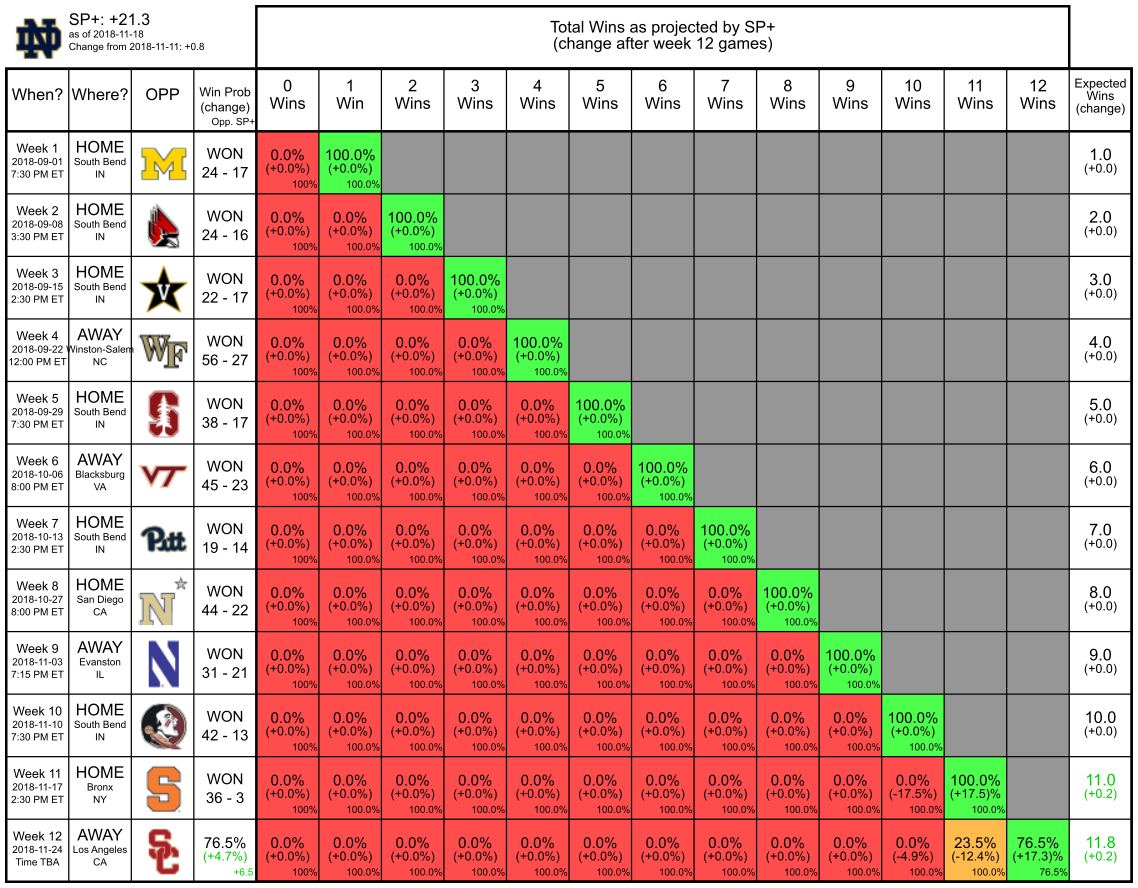 SP+: +21.3
as of 2018-11-18
Change from 2018-11-11: +0.8
Total Wins as projected by SP+
(change after week 12 games)
When? Where? OPP Win Prob (change) Opp. SP+ 0 Wins 1 Win 2 Wins 3 Wins 4 Wins 5 Wins 6 Wins 7 Wins 8 Wins 9 Wins 10 Wins 11 Wins 12 Wins Expected Wins (change)
Week 1 HOME M WON 0.0% 100.0% 1.0
2018-09-01 South Bend (+0.0%) (+0.0%) (+0.0)
7:30 PM ET IN 24 - 17 100% 100.0%
Week 2 HOME WON 0.0% 0.0% 100.0% 2.0
2018-09-08 South Bend (+0.0%) (+0.0%) (+0.0%) (+0.0)
3:30 PM ET IN 24 - 16 100% 100.0% 100.0%
Week 3 HOME V WON 0.0% 0.0% 0.0% 100.0% 3.0
2018-09-15 South Bend (+0.0%) (+0.0%) (+0.0%) (+0.0%) (+0.0)
2:30 PM ET IN 22 - 17 100% 100.0% 100.0% 100.0%
Week 4 AWAY WF WON 0.0% 0.0% 0.0% 0.0% 100.0% 4.0
2018-09-22 Winston-Salem (+0.0%) (+0.0%) (+0.0%) (+0.0%) (+0.0%) (+0.0)
12:00 PM ET NC 56 - 27 100% 100.0% 100.0% 100.0% 100.0%
Week 5 HOME S WON 0.0% 0.0% 0.0% 0.0% 0.0% 100.0% 5.0
2018-09-29 South Bend (+0.0%) (+0.0%) (+0.0%) (+0.0%) (+0.0%) (+0.0%) (+0.0)
7:30 PM ET IN 38 - 17 100% 100.0% 100.0% 100.0% 100.0% 100.0%
Week 6 AWAY VT WON 0.0% 0.0% 0.0% 0.0% 0.0% 0.0% 100.0% 6.0
2018-10-06 Blacksburg (+0.0%) (+0.0%) (+0.0%) (+0.0%) (+0.0%) (+0.0%) (+0.0%) (+0.0)
8:00 PM ET VA 45 - 23 100% 100.0% 100.0% 100.0% 100.0% 100.0% 100.0%
Week 7 HOME Pitt WON 0.0% 0.0% 0.0% 0.0% 0.0% 0.0% 0.0% 100.0% 7.0
2018-10-13 South Bend (+0.0%) (+0.0%) (+0.0%) (+0.0%) (+0.0%) (+0.0%) (+0.0%) (+0.0%) (+0.0)
2:30 PM ET IN 19 - 14 100% 100.0% 100.0% 100.0% 100.0% 100.0% 100.0% 100.0%
Week 8 HOME N WON 0.0% 0.0% 0.0% 0.0% 0.0% 0.0% 0.0% 0.0% 100.0% 8.0
2018-10-27 San Diego (+0.0%) (+0.0%) (+0.0%) (+0.0%) (+0.0%) (+0.0%) (+0.0%) (+0.0%) (+0.0%) (+0.0)
8:00 PM ET CA 44 - 22 100% 100.0% 100.0% 100.0% 100.0% 100.0% 100.0% 100.0% 100.0%
Week 9 AWAY N WON 0.0% 0.0% 0.0% 0.0% 0.0% 0.0% 0.0% 0.0% 0.0% 100.0% 9.0
2018-11-03 Evanston (+0.0%) (+0.0%) (+0.0%) (+0.0%) (+0.0%) (+0.0%) (+0.0%) (+0.0%) (+0.0%) (+0.0%) (+0.0)
7:15 PM ET IL 31 - 21 100% 100.0% 100.0% 100.0% 100.0% 100.0% 100.0% 100.0% 100.0% 100.0%
Week 10 HOME WON 0.0% 0.0% 0.0% 0.0% 0.0% 0.0% 0.0% 0.0% 0.0% 0.0% 100.0% 10.0
2018-11-10 South Bend (+0.0%) (+0.0%) (+0.0%) (+0.0%) (+0.0%) (+0.0%) (+0.0%) (+0.0%) (+0.0%) (+0.0%) (+0.0%) (+0.0)
7:30 PM ET IN 42 - 13 100% 100.0% 100.0% 100.0% 100.0% 100.0% 100.0% 100.0% 100.0% 100.0% 100.0%
Week 11 HOME S WON 0.0% 0.0% 0.0% 0.0% 0.0% 0.0% 0.0% 0.0% 0.0% 0.0% 0.0% 100.0% 11.0
2018-11-17 Bronx (+0.0%) (+0.0%) (+0.0%) (+0.0%) (+0.0%) (+0.0%) (+0.0%) (+0.0%) (+0.0%) (+0.0%) (-17.5%) (+17.5)% (+0.2)
2:30 PM ET NY 36 - 3 100% 100.0% 100.0% 100.0% 100.0% 100.0% 100.0% 100.0% 100.0% 100.0% 100.0% 100.0%
Week 12 AWAY SC 76.5% 0.0% 0.0% 0.0% 0.0% 0.0% 0.0% 0.0% 0.0% 0.0% 0.0% 0.0% 23.5% 76.5% 11.8
2018-11-24 Los Angeles (+4.7%) (+0.0%) (+0.0%) (+0.0%) (+0.0%) (+0.0%) (+0.0%) (+0.0%) (+0.0%) (+0.0%) (+0.0%) (-4.9%) (-12.4%) (+17.3)% (+0.2)
Time TBA CA +6.5 100% 100.0% 100.0% 100.0% 100.0% 100.0% 100.0% 100.0% 100.0% 100.0% 100.0% 100.0% 76.5%